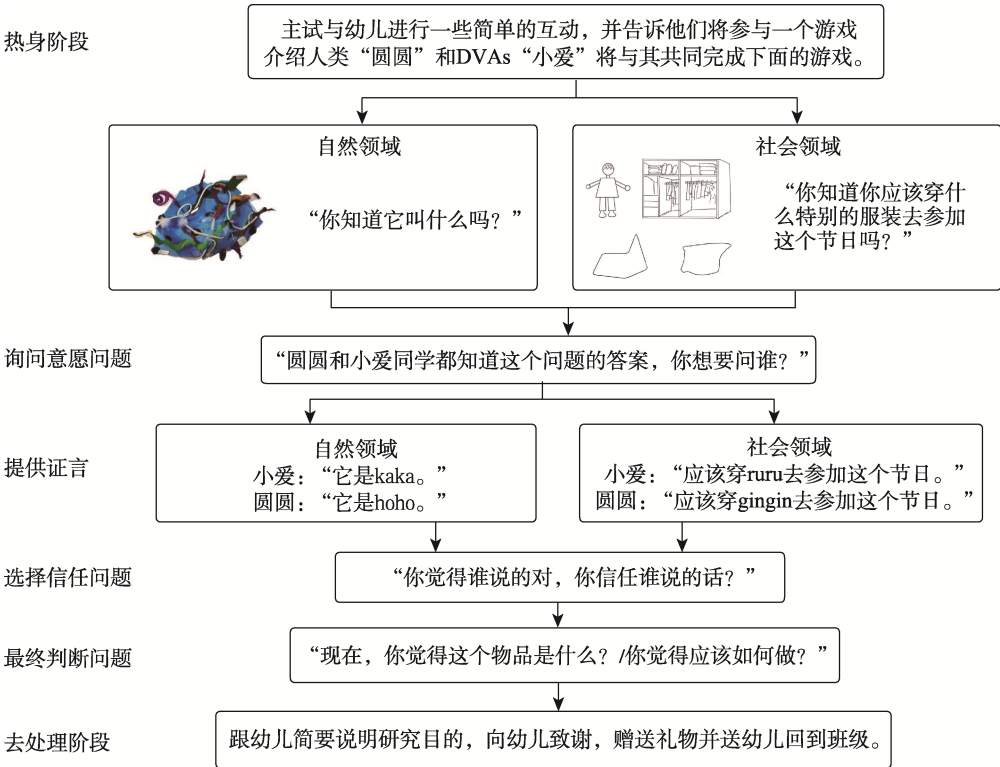 热身阶段
主试与幼儿进行一些简单的互动，并告诉他们将参与一个游戏
介绍人类“圆圆”和DVAs“小爱”将与其共同完成下面的游戏。
自然领域
“你知道它叫什么吗？”
社会领域
“你知道你应该穿什
么特别的服装去参加
这个节日吗？”
询问意愿问题
“圆圆和小爱同学都知道这个问题的答案，你想要问谁？”
提供证言
自然领域
小爱：“它是kaka。”
圆圆：“它是hoho。”
社会领域
小爱：“应该穿ruru去参加这个节日。”
圆圆：“应该穿gingin去参加这个节日。”
选择信任问题
“你觉得谁说的对，你信任谁说的话？”
最终判断问题
“现在，你觉得这个物品是什么？/你觉得应该如何做？”
去处理阶段
跟幼儿简要说明研究目的，向幼儿致谢，赠送礼物并送幼儿回到班级。